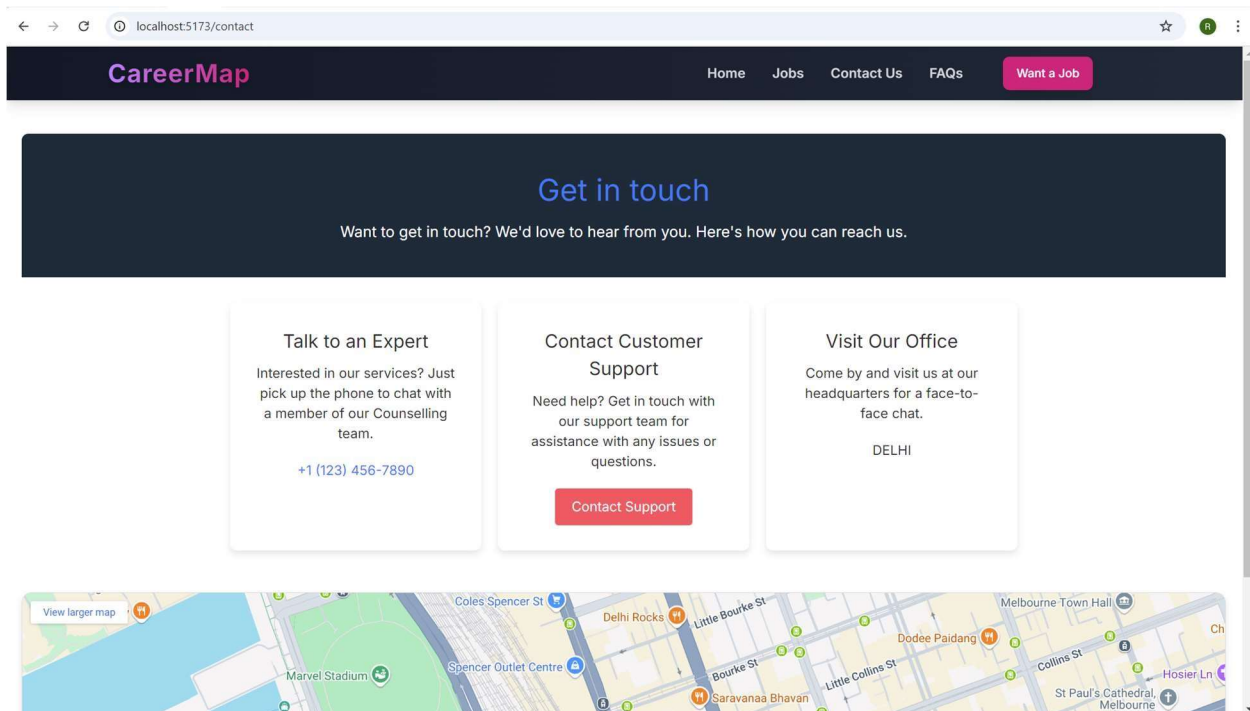 localhost:5173/contact
R
CareerMap
Home Jobs Contact Us FAQs Want a Job
Get in touch
Want to get in touch? We'd love to hear from you. Here's how you can reach us.
Talk to an Expert
Interested in our services? Just
pick up the phone to chat with
a member of our Counselling
team.
+1 (123) 456-7890
Contact Customer
Support
Need help? Get in touch with
our support team for
assistance with any issues or
questions.
Contact Support
Visit Our Office
Come by and visit us at our
headquarters for a face-to-
face chat.
DELHI
View larger map
Coles Spencer St
Delhi Rocks
Little Bourke St
Melbourne Town Hall
Dodee Paidang
Ch
Marvel Stadium
Spencer Outlet Centre
Bourke St
Little Collins St
Collins St
Hosier Ln
Saravanaa Bhavan
St Paul's Cathedral,
Melbourne